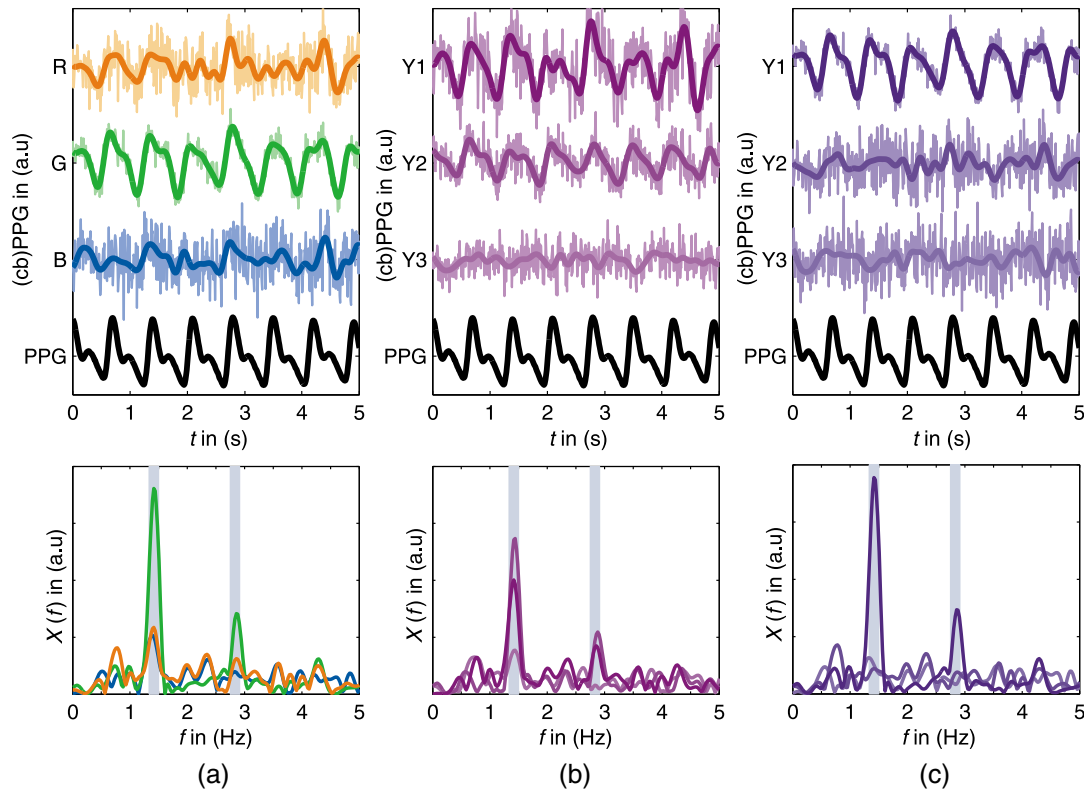 R
G
B
PPG
(cb)PPG in (a.u)
0 1 2 3 4 5
t in (s)
Y1
Y2
Y3
(cb)PPG in (a.u)
0 1 2 3 4 5
t in (s)
Y1
Y2
Y3
(cb)PPG in (a.u)
0 1 2 3 4 5
t in (s)
PPG
PPG
X (f) in (a.u)
0 1 2 3 4 5
f in (Hz)
(a)
X (f) in (a.u)
0 1 2 3 4 5
f in (Hz)
(b)
X (f) in (a.u)
0 1 2 3 4 5
f in (Hz)
(c)